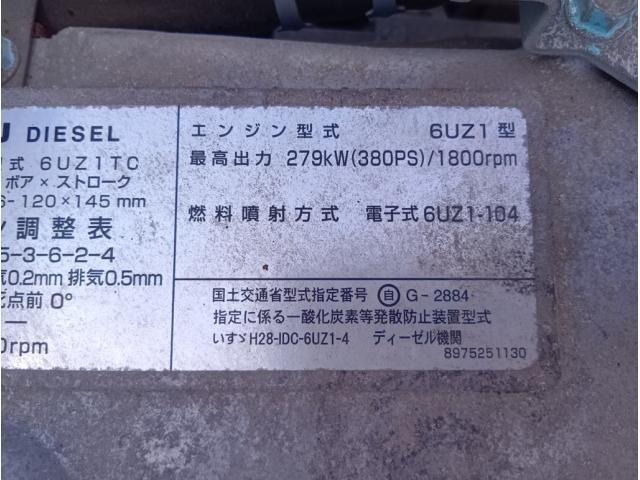 DIESEL
式 6UZ1TC
ボア×ストローク
6-120×145 mm
調整表
5-3-6-2-4
気0.2mm 排気0.5mm
点前 0°
0rpm
エンジン型式 6UZ1型
最高出力 279kW(380PS)/1800rpm
燃料噴射方式 電子式6UZ1-104
国土交通省型式指定番号 自 G-2884
指定に係る一酸化炭素等発散防止装置型式
いすゞH28-IDC-6UZ1-4 ディーゼル機関
8975251130